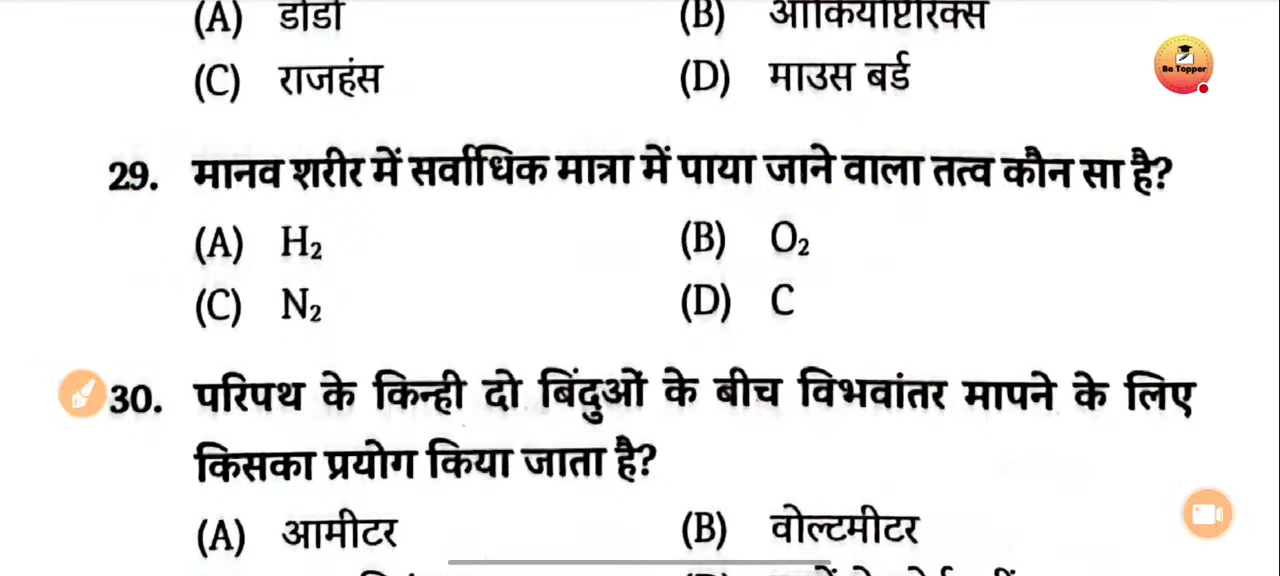 (A) डोडो (B) आर्कियोप्टेरिक्स
(C) राजहंस (D) माउस बर्ड
Be Topper
29. मानव शरीर में सर्वाधिक मात्रा में पाया जाने वाला तत्व कौन सा है?
(A) H₂ (B) O₂
(C) N₂ (D) C
30. परिपथ के किन्ही दो बिंदुओं के बीच विभवांतर मापने के लिए
किसका प्रयोग किया जाता है?
(A) आमीटर (B) वोल्टमीटर